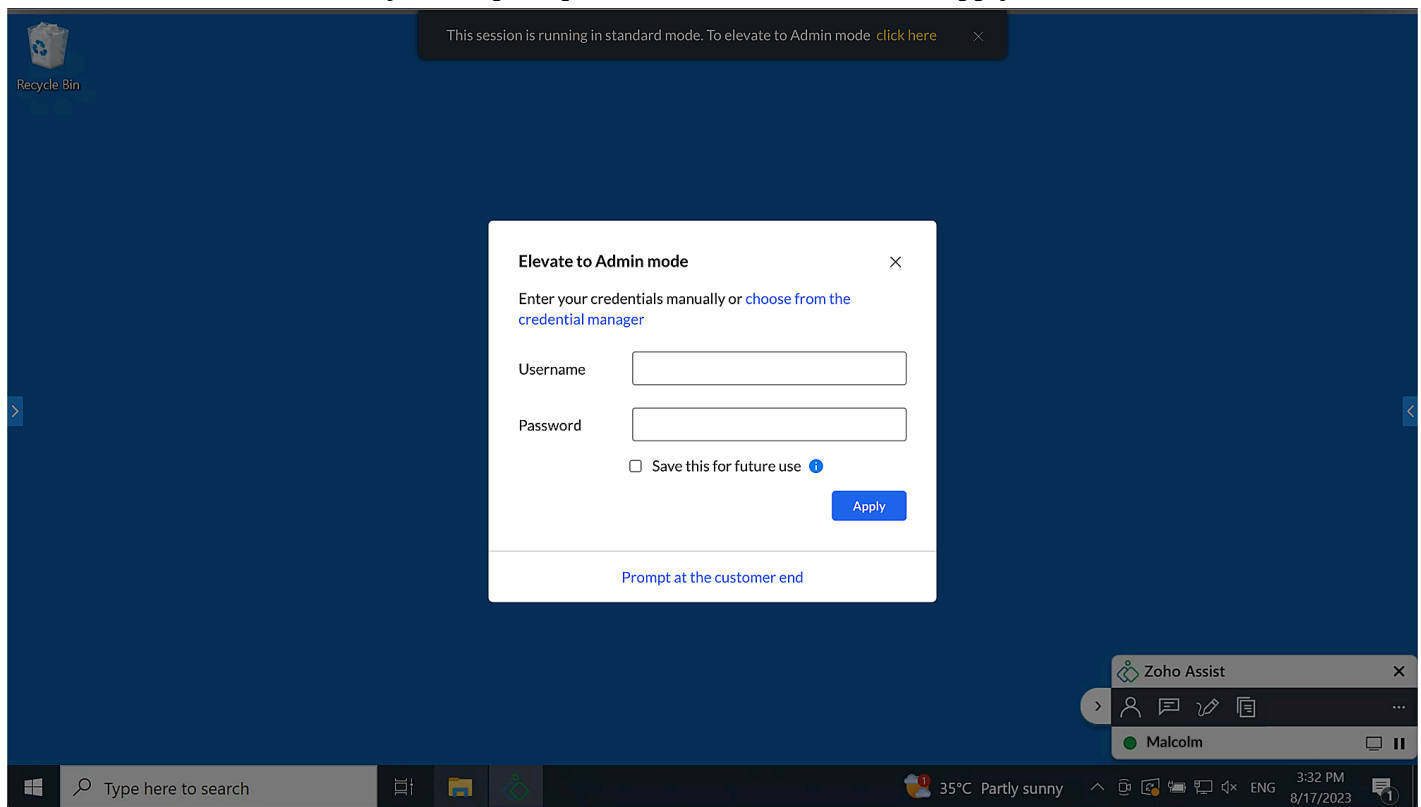 This session is running in standard mode. To elevate to Admin mode click here
Recycle Bin
Elevate to Admin mode
Enter your credentials manually or choose from the
credential manager
Username
Password
Save this for future use
Apply
Prompt at the customer end
Zoho Assist
Malcolm
Type here to search
1
35°C Partly sunny
ENG
3:32 PM
8/17/2023
1